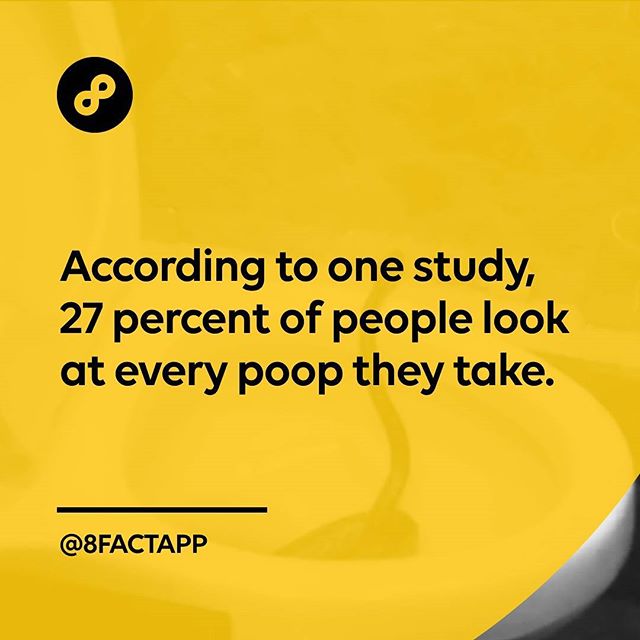 According to one study,
27 percent of people look
at every poop they take.
@8FACTAPP